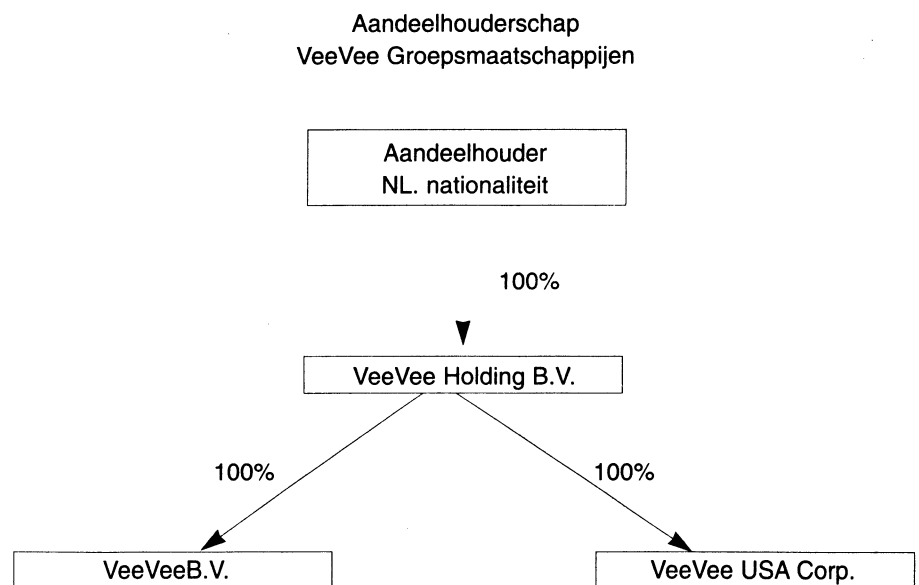 Aandeelhouderschap
VeeVee Groepsmaatschappijen
Aandeelhouder
NL. nationaliteit
100%
VeeVee Holding B.V.
100% 100%
VeeVeeB.V. VeeVee USA Corp.